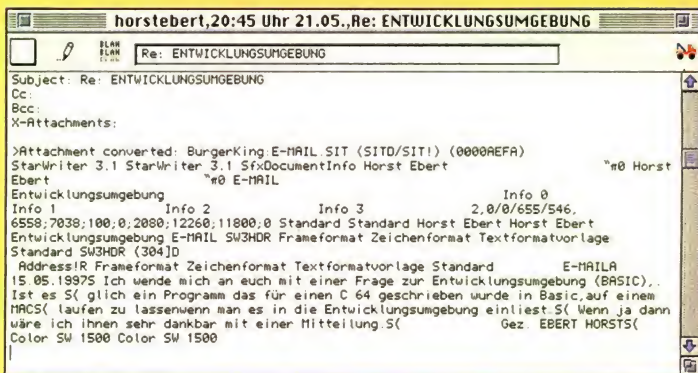 horstebert,20:45 Uhr 21.05.,Re: ENTWICKLUNGSUMGEBUNG
BLAH
BLAH
Re: ENTWICKLUNGSUMGEBUNG
Subject: Re: ENTWICKLUNGSUMGEBUNG
Cc:
Bcc:
X-Attachments:
>Attachment converted: BurgerKing:E-MAIL.SIT (SITD/SIT!) (0000AEFA)
StarWriter 3.1 StarWriter 3.1 SfxDocumentInfo Horst Ebert "π0 Horst
Ebert "π0 E-MAIL
Entwicklungsumgebung Info 0
Info 1 Info 2 Info 3 2,0/0/655/546,
6558;7038;100;0;2080;12260;11800;0 Standard Standard Horst Ebert Horst Ebert
Entwicklungsumgebung E-MAIL SW3HDR Frameformat Zeichenformat Textformatvorlage
Standard SW3HDR (304]D
Address!R Frameformat Zeichenformat Textformatvorlage Standard E-MAILA
15.05.1997S Ich wende mich an euch mit einer Frage zur Entwicklungsumgebung (BASIC),.
Ist es S( glich ein Programm das für einen C 64 geschrieben wurde in Basic,auf einem
MACS( laufen zu lassenwenn man es in die Entwicklungsumgebung einliest.S( Wenn ja dann
wäre ich ihnen sehr dankbar mit einer Mitteilung.S( Gez. EBERT HORSTS(
Color SW 1500 Color SW 1500